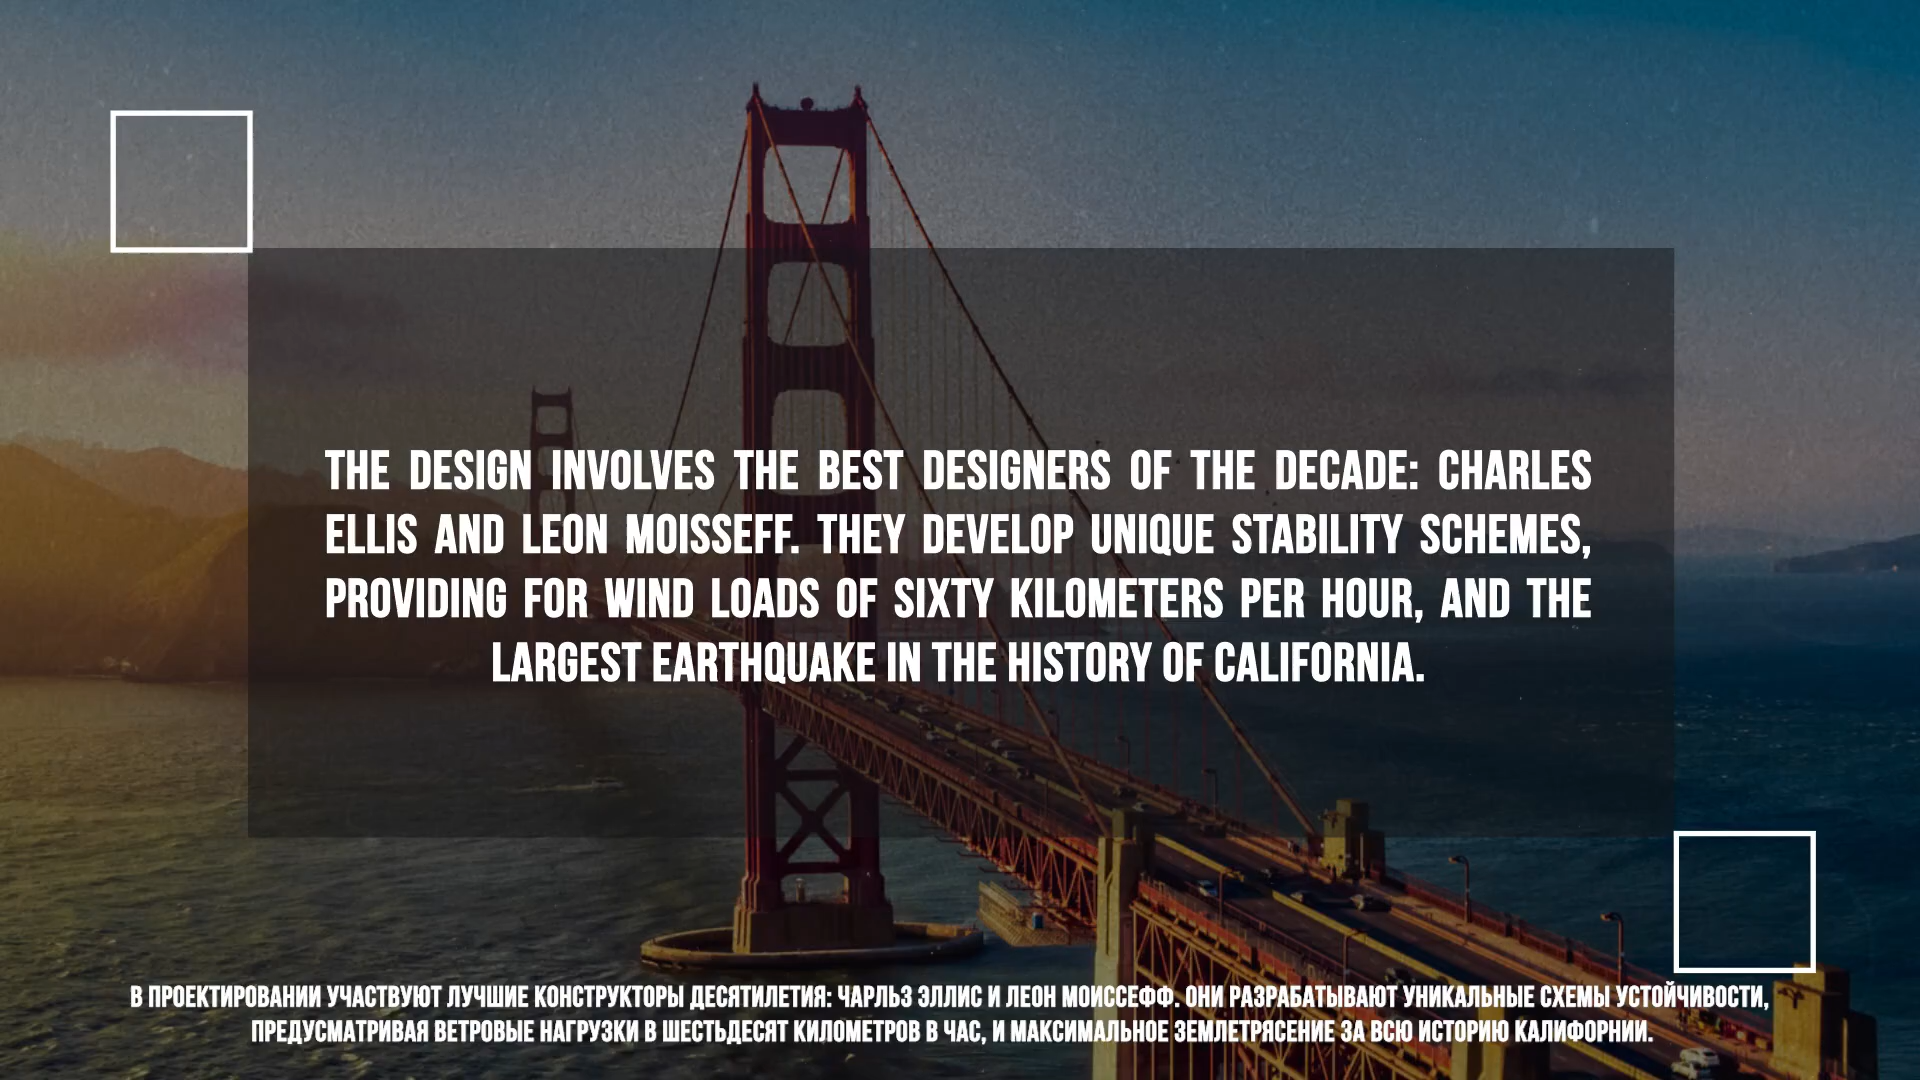 THE DESIGN INVOLVES THE BEST DESIGNERS OF THE DECADE: CHARLES
ELLIS AND LEON MOISSEFF. THEY DEVELOP UNIQUE STABILITY SCHEMES,
PROVIDING FOR WIND LOADS OF SIXTY KILOMETERS PER HOUR, AND THE
LARGEST EARTHQUAKE IN THE HISTORY OF CALIFORNIA.
В ПРОЕКТИРОВАНИИ УЧАСТВУЮТ ЛУЧШИЕ КОНСТРУКТОРЫ ДЕСЯТИЛЕТИЯ: ЧАРЛЬЗ ЭЛЛИС И ЛЕОН МОИССЕФФ. ОНИ РАЗРАБАТЫВАЮТ УНИКАЛЬНЫЕ СХЕМЫ УСТОЙЧИВОСТИ,
ПРЕДУСМАТРИВАЯ ВЕТРОВЫЕ НАГРУЗКИ В ШЕСТЬДЕСЯТ КИЛОМЕТРОВ В ЧАС, И МАКСИМАЛЬНОЕ ЗЕМЛЕТРЯСЕНИЕ ЗА ВСЮ ИСТОРИЮ КАЛИФОРНИИ.